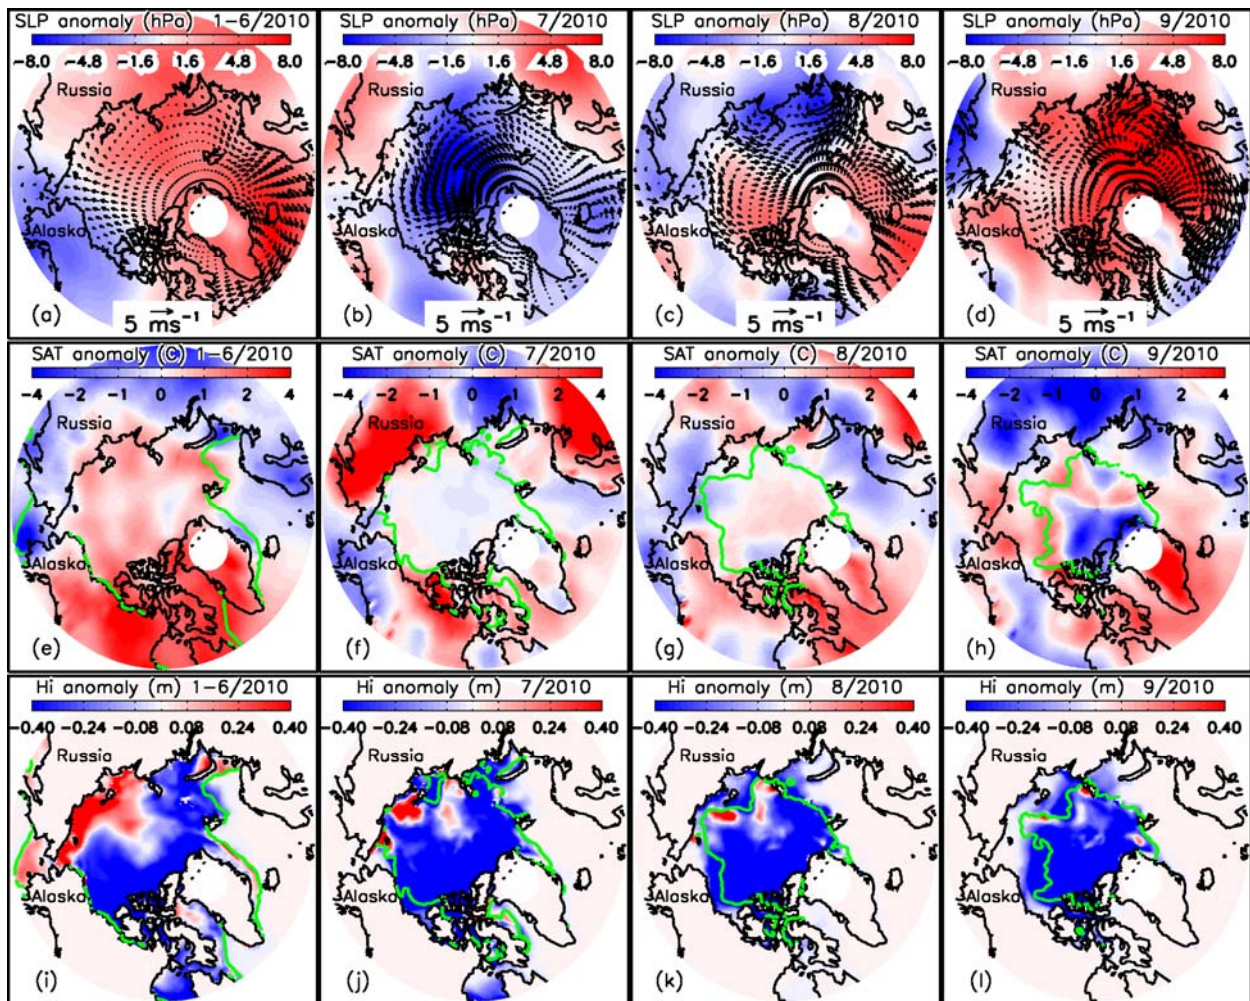 SLP anomaly (hPa) 1-6/2010
-8.0 -4.8 -1.6 1.6 4.8 8.0
Russia
Alaska
(a)
5 ms-1
SLP anomaly (hPa) 7/2010
-8.0 -4.8 -1.6 1.6 4.8 8.0
Russia
Alaska
(b)
5 ms-1
SLP anomaly (hPa) 8/2010
-8.0 -4.8 -1.6 1.6 4.8 8.0
Russia
Alaska
(c)
5 ms-1
SLP anomaly (hPa) 9/2010
-8.0 -4.8 -1.6 1.6 4.8 8.0
Russia
Alaska
(d)
5 ms-1
SAT anomaly (C) 1-6/2010
-4 -2 -1 0 1 2 4
Russia
Alaska
(e)
SAT anomaly (C) 7/2010
-4 -2 -1 0 1 2 4
Russia
Alaska
(f)
SAT anomaly (C) 8/2010
-4 -2 -1 0 1 2 4
Russia
Alaska
(g)
SAT anomaly (C) 9/2010
-4 -2 -1 0 1 2 4
Russia
Alaska
(h)
Hi anomaly (m) 1-6/2010
-0.40 -0.24 -0.08 0.08 0.24 0.40
Russia
Alaska
(i)
Hi anomaly (m) 7/2010
-0.40 -0.24 -0.08 0.08 0.24 0.40
Russia
Alaska
(j)
Hi anomaly (m) 8/2010
-0.40 -0.24 -0.08 0.08 0.24 0.40
Russia
Alaska
(k)
Hi anomaly (m) 9/2010
-0.40 -0.24 -0.08 0.08 0.24 0.40
Russia
Alaska
(l)